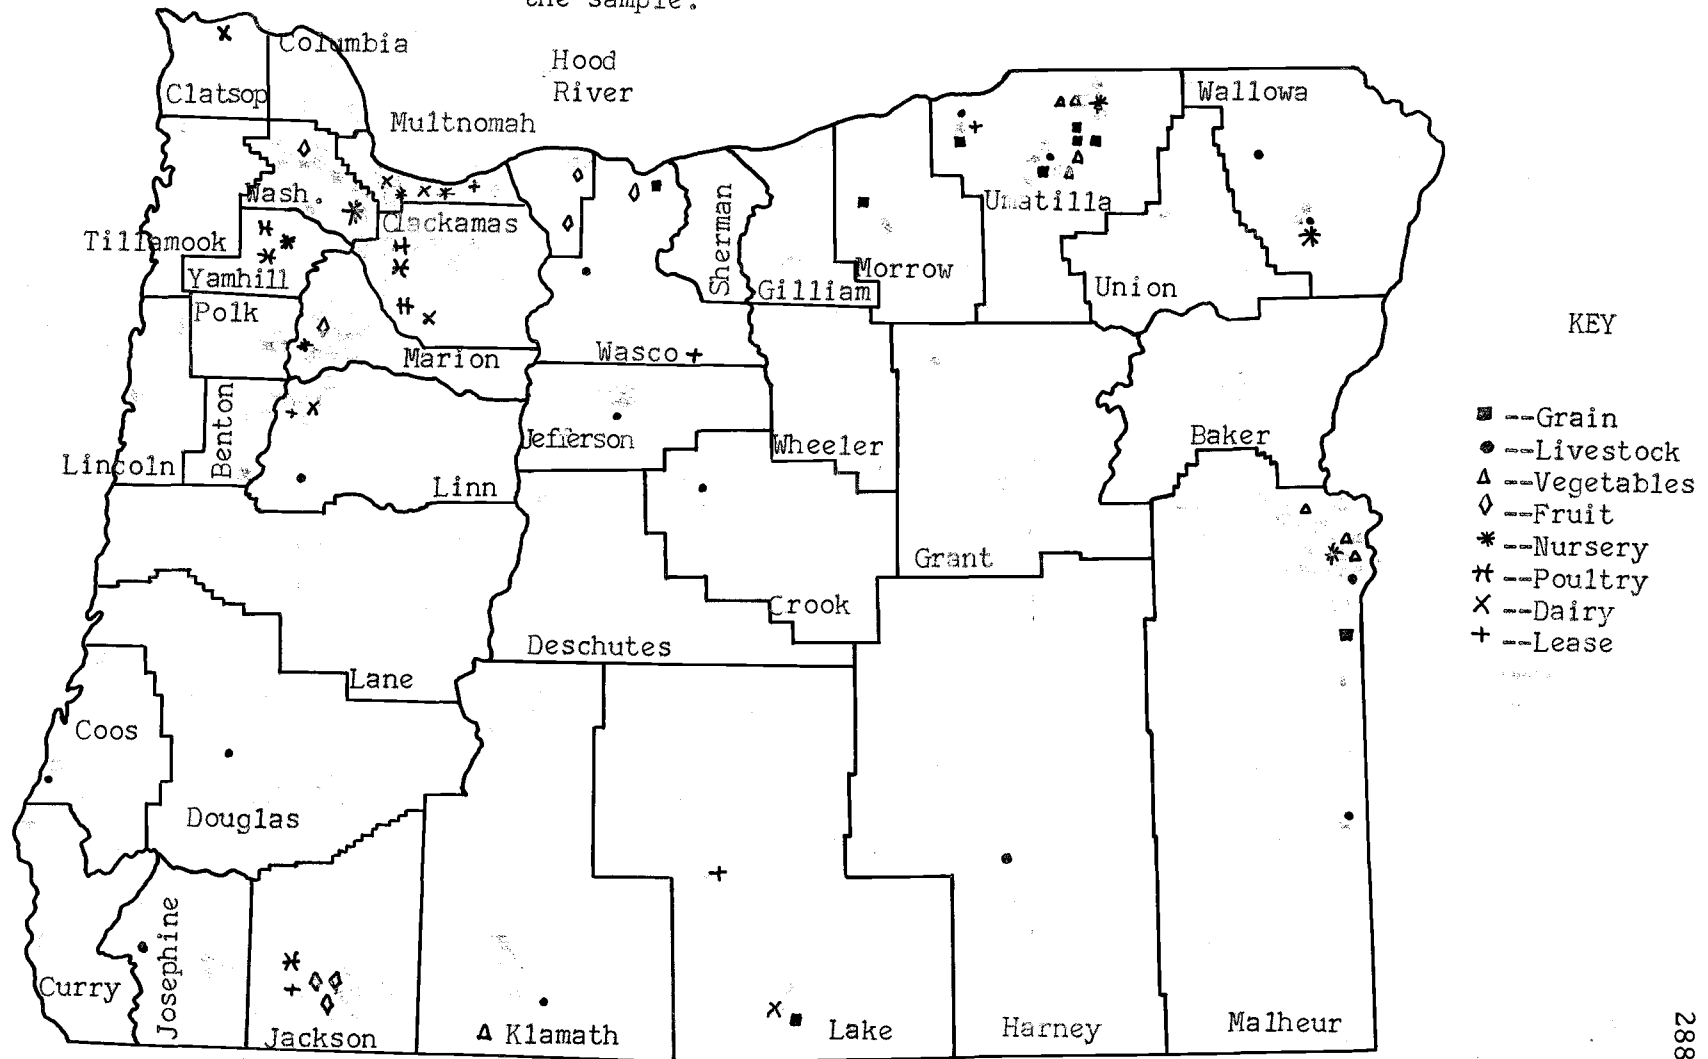 the sample.
Columbia
Hood
River
Clatsop
Wallowa
Multnomah
Wash.
Umatilla
Clackamas
Tillamook
Sherman
Yamhill
Morrow
Gilliam
Union
Polk
KEY
Marion
Wasco
Benton
Jefferson
Wheeler
Baker
Lincoln
Linn
--Grain
--Livestock
--Vegetables
--Fruit
--Nursery
--Poultry
--Dairy
--Lease
Grant
Crook
Deschutes
Lane
Coos
Douglas
Josephine
Curry
Jackson
Klamath
Lake
Harney
Malheur
288